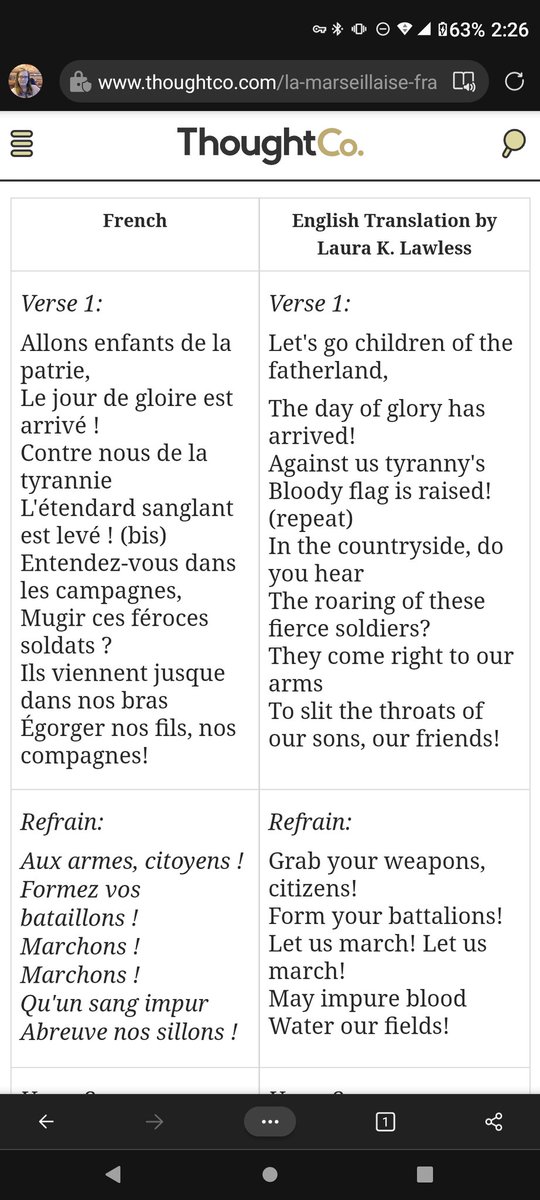 63% 2:26
www.thoughtco.com/la-marseillaise-fra
ThoughtCo.
French
English Translation by
Laura K. Lawless
Verse 1:
Allons enfants de la
patrie,
Le jour de gloire est
arrivé !
Contre nous de la
tyrannie
L'étendard sanglant
est levé ! (bis)
Entendez-vous dans
les campagnes,
Mugir ces féroces
soldats ?
Ils viennent jusque
dans nos bras
Égorger nos fils, nos
compagnes!
Verse 1:
Let's go children of the
fatherland,
The day of glory has
arrived!
Against us tyranny's
Bloody flag is raised!
(repeat)
In the countryside, do
you hear
The roaring of these
fierce soldiers?
They come right to our
arms
To slit the throats of
our sons, our friends!
Refrain:
Aux armes, citoyens !
Formez vos
bataillons !
Marchons !
Marchons !
Qu'un sang impur
Abreuve nos sillons !
Refrain:
Grab your weapons,
citizens!
Form your battalions!
Let us march! Let us
march!
May impure blood
Water our fields!
1